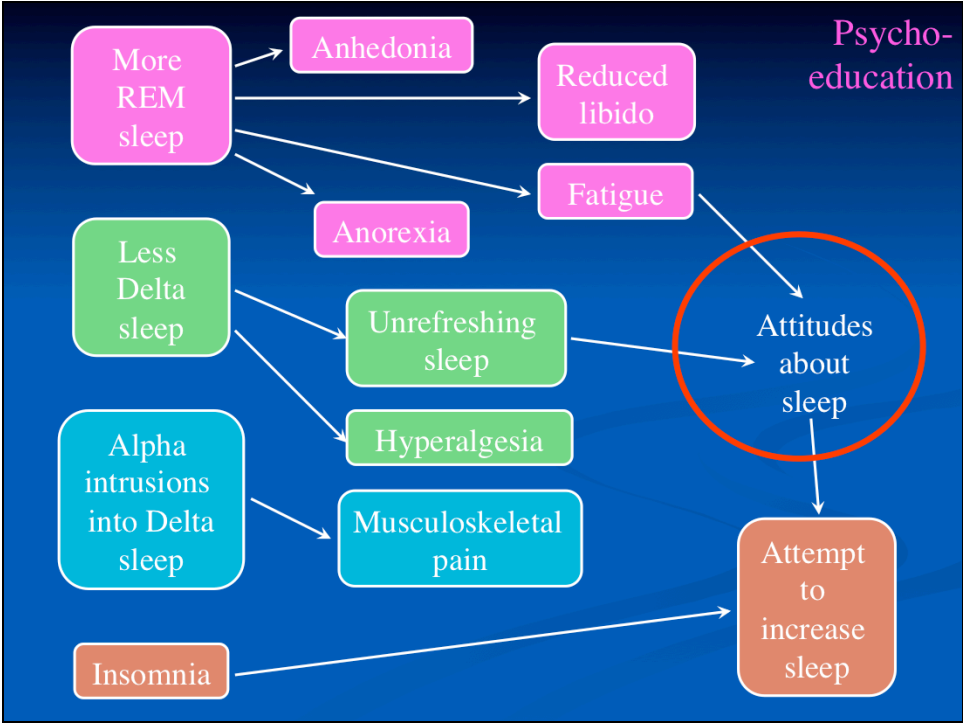 Psycho-
education
More
REM
sleep
Anhedonia
Reduced
libido
Fatigue
Anorexia
Less
Delta
sleep
Unrefreshing
sleep
Attitudes
about
sleep
Hyperalgesia
Alpha
intrusions
into Delta
sleep
Musculoskeletal
pain
Attempt
to
increase
sleep
Insomnia